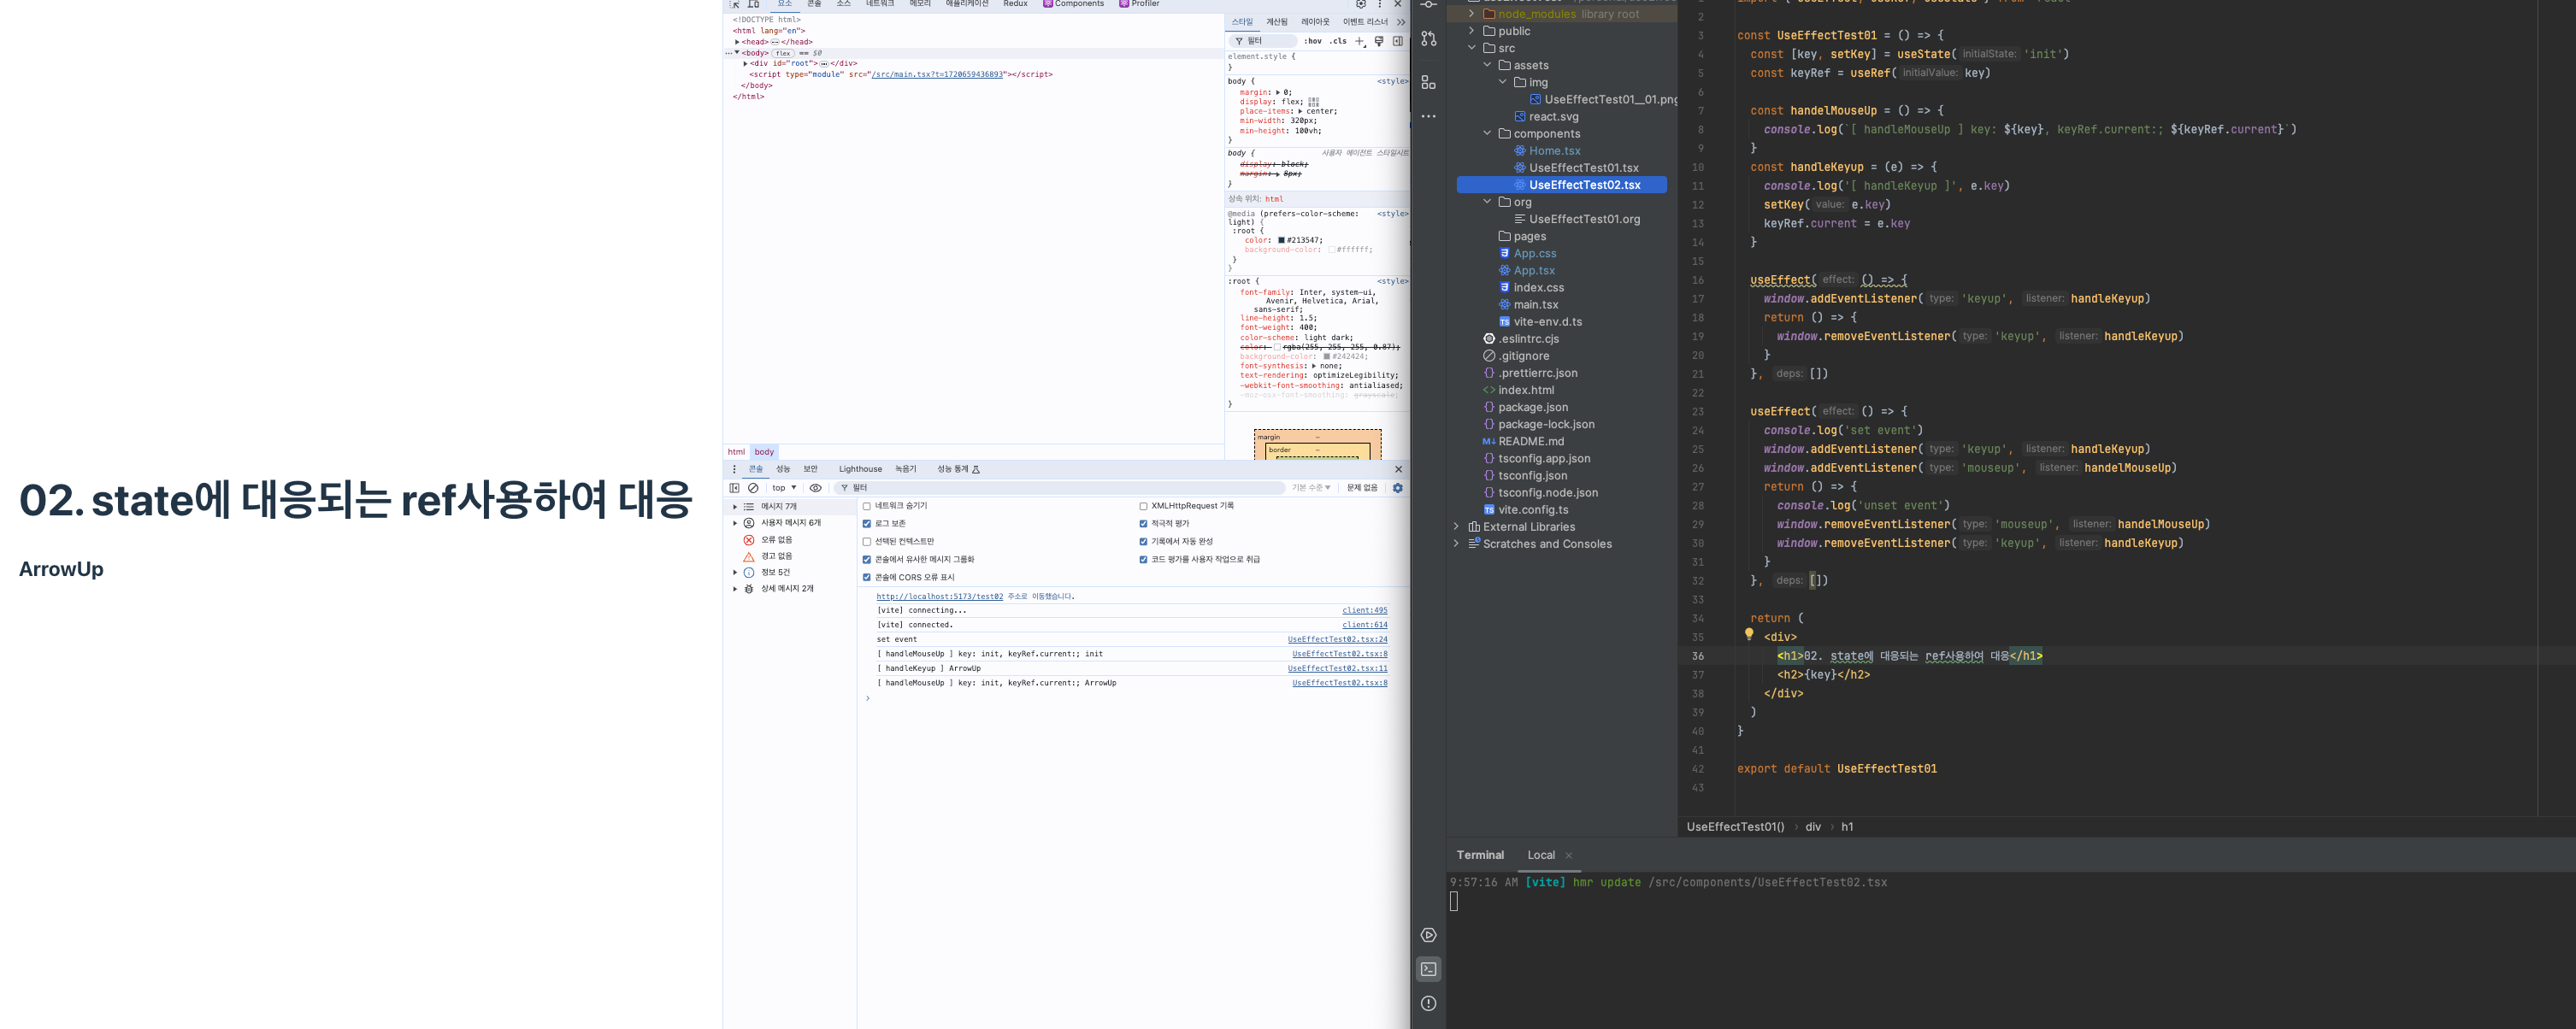 02. state에 대응되는 ref사용하여 대응
ArrowUp
요소 콘솔 소스 네트워크 메모리 애플리케이션 Redux Components Profiler
<!DOCTYPE html>
<html lang="en">
<head> </head>
<body> flex == $0
<div id="root"> </div>
<script type="module" src="/src/main.tsx?t=1720659436893"></script>
</body>
</html>
html body
스타일 계산됨 레이아웃 이벤트 리스너
필터 :hov .cls
element.style {
}
body { <style>
margin: 0;
display: flex;
place-items: center;
min-width: 320px;
min-height: 100vh;
}
body { 사용자 에이전트 스타일시트
display: block;
margin: 8px;
}
상속 위치: html
@media (prefers-color-scheme: <style>
light) {
:root {
color: #213547;
background-color: #ffffff;
}
}
:root { <style>
font-family: Inter, system-ui,
Avenir, Helvetica, Arial,
sans-serif;
line-height: 1.5;
font-weight: 400;
color-scheme: light dark;
color: rgba(255, 255, 255, 0.87);
background-color: #242424;
font-synthesis: none;
text-rendering: optimizeLegibility;
-webkit-font-smoothing: antialiased;
-moz-osx-font-smoothing: grayscale;
}
margin –
border –
콘솔 성능 보안 Lighthouse 녹음기 성능 통계
top 필터 기본 수준 문제 없음
메시지 7개
사용자 메시지 6개
오류 없음
경고 없음
정보 5건
상세 메시지 2개
네트워크 숨기기 XMLHttpRequest 기록
로그 보존 적극적 평가
선택된 컨텍스트만 기록에서 자동 완성
콘솔에서 유사한 메시지 그룹화 코드 평가를 사용자 작업으로 취급
콘솔에 CORS 오류 표시
http://localhost:5173/test02 주소로 이동했습니다.
[vite] connecting... client:495
[vite] connected. client:614
set event UseEffectTest02.tsx:24
[ handleMouseUp ] key: init, keyRef.current:; init UseEffectTest02.tsx:8
[ handleKeyup ] ArrowUp UseEffectTest02.tsx:11
[ handleMouseUp ] key: init, keyRef.current:; ArrowUp UseEffectTest02.tsx:8
node_modules library root
public
src
assets
img
UseEffectTest01__01.png
react.svg
components
Home.tsx
UseEffectTest01.tsx
UseEffectTest02.tsx
org
UseEffectTest01.org
pages
App.css
App.tsx
index.css
main.tsx
vite-env.d.ts
.eslintrc.cjs
.gitignore
.prettierrc.json
index.html
package.json
package-lock.json
README.md
tsconfig.app.json
tsconfig.json
tsconfig.node.json
vite.config.ts
External Libraries
Scratches and Consoles
2
3 const UseEffectTest01 = () => {
4 const [key, setKey] = useState( initialState: 'init')
5 const keyRef = useRef( initialValue: key)
6
7 const handelMouseUp = () => {
8 console.log(`[ handleMouseUp ] key: ${key}, keyRef.current:; ${keyRef.current}`)
9 }
10 const handleKeyup = (e) => {
11 console.log('[ handleKeyup ]', e.key)
12 setKey( value: e.key)
13 keyRef.current = e.key
14 }
15
16 useEffect( effect: () => {
17 window.addEventListener( type: 'keyup', listener: handleKeyup)
18 return () => {
19 window.removeEventListener( type: 'keyup', listener: handleKeyup)
20 }
21 }, deps: [])
22
23 useEffect( effect: () => {
24 console.log('set event')
25 window.addEventListener( type: 'keyup', listener: handleKeyup)
26 window.addEventListener( type: 'mouseup', listener: handelMouseUp)
27 return () => {
28 console.log('unset event')
29 window.removeEventListener( type: 'mouseup', listener: handelMouseUp)
30 window.removeEventListener( type: 'keyup', listener: handleKeyup)
31 }
32 }, deps: [])
33
34 return (
35 <div>
36 <h1>02. state에 대응되는 ref사용하여 대응</h1>
37 <h2>{key}</h2>
38 </div>
39 )
40 }
41
42 export default UseEffectTest01
43
UseEffectTest01() › div › h1
Terminal Local ×
9:57:16 AM [vite] hmr update /src/components/UseEffectTest02.tsx